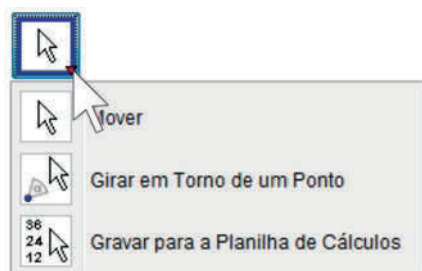 Mover
Girar em Torno de um Ponto
36
24
12
Gravar para a Planilha de Cálculos